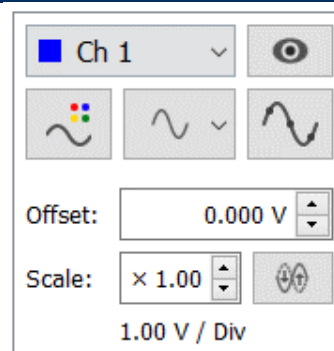 Ch 1
Offset: 0.000 V
Scale: × 1.00
1.00 V / Div